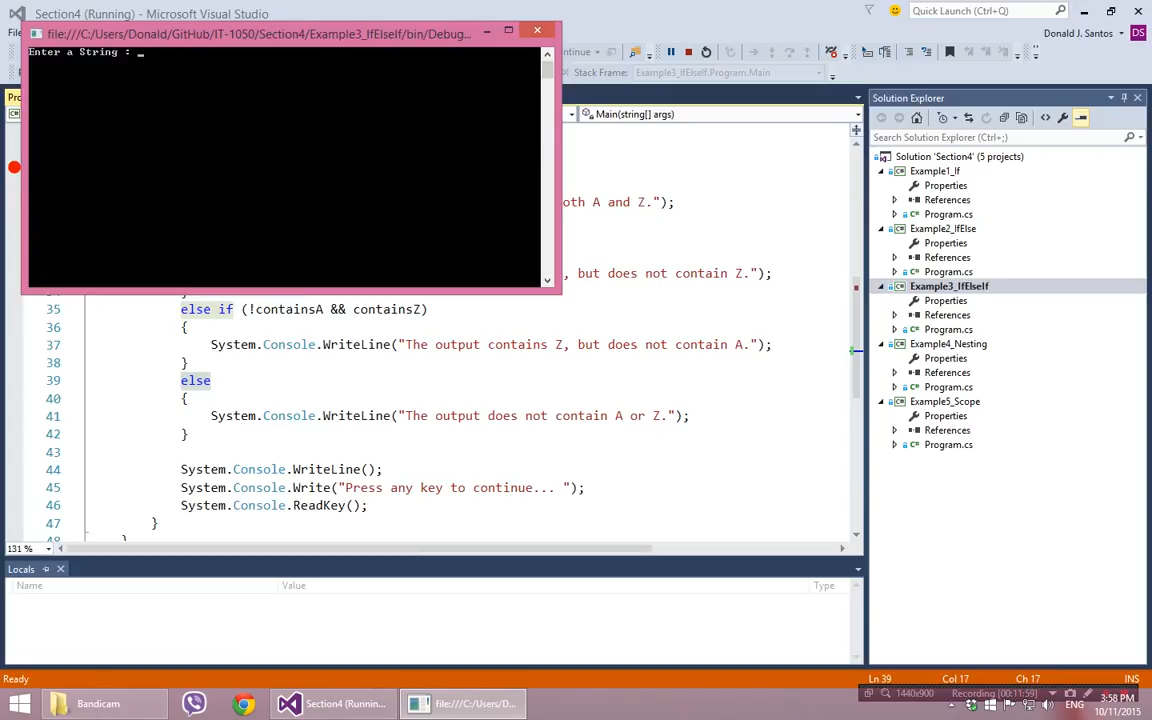 Section4 (Running) - Microsoft Visual Studio
Quick Launch (Ctrl+Q)
file:///C:/Users/Donald/GitHub/IT-1050/Section4/Example3_IfElseIf/bin/Debug...
Donald J. Santos
DS
Enter a String : _
Stack Frame:
Example3_IfElseIf.Program.Main
Main(string[] args)
oth A and Z.");
, but does not contain Z.");
35 else if (!containsA && containsZ)
36 {
37 System.Console.WriteLine("The output contains Z, but does not contain A.");
38 }
39 else
40 {
41 System.Console.WriteLine("The output does not contain A or Z.");
42 }
43
44 System.Console.WriteLine();
45 System.Console.Write("Press any key to continue... ");
46 System.Console.ReadKey();
47 }
48 }
131 %
Solution Explorer
Search Solution Explorer (Ctrl+;)
Solution 'Section4' (5 projects)
Example1_If
Properties
References
Program.cs
Example2_IfElse
Properties
References
Program.cs
Example3_IfElseIf
Properties
References
Program.cs
Example4_Nesting
Properties
References
Program.cs
Example5_Scope
Properties
References
Program.cs
Locals
Name Value Type
Ready
Ln 39 Col 17 Ch 17 INS
Bandicam
Section4 (Runnin...
file:///C:/Users/D...
1440x900 Recording [00:11:59]
ENG
3:58 PM
10/11/2015